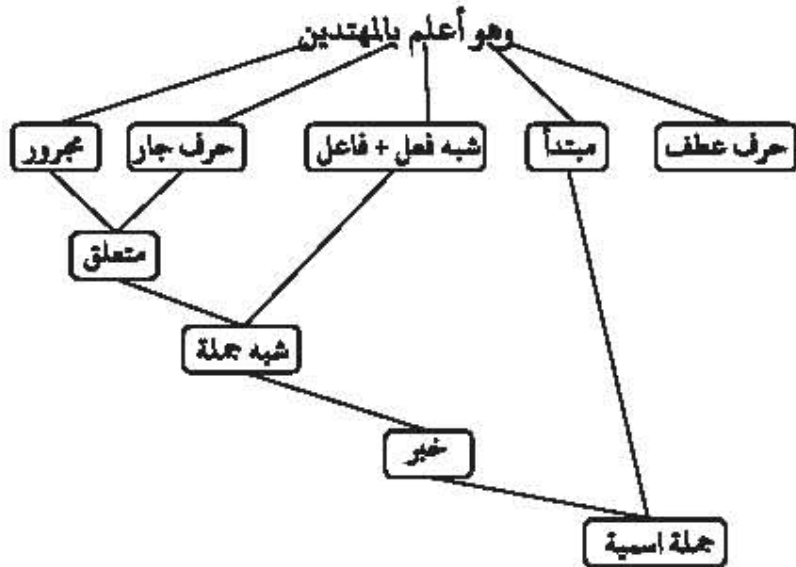 وهو أعلم بالمهتدين
حرف عطف
مبتدأ
شبه فعل + فاعل
حرف جار
مجرور
متعلق
شبه جملة
خبر
جملة اسمية